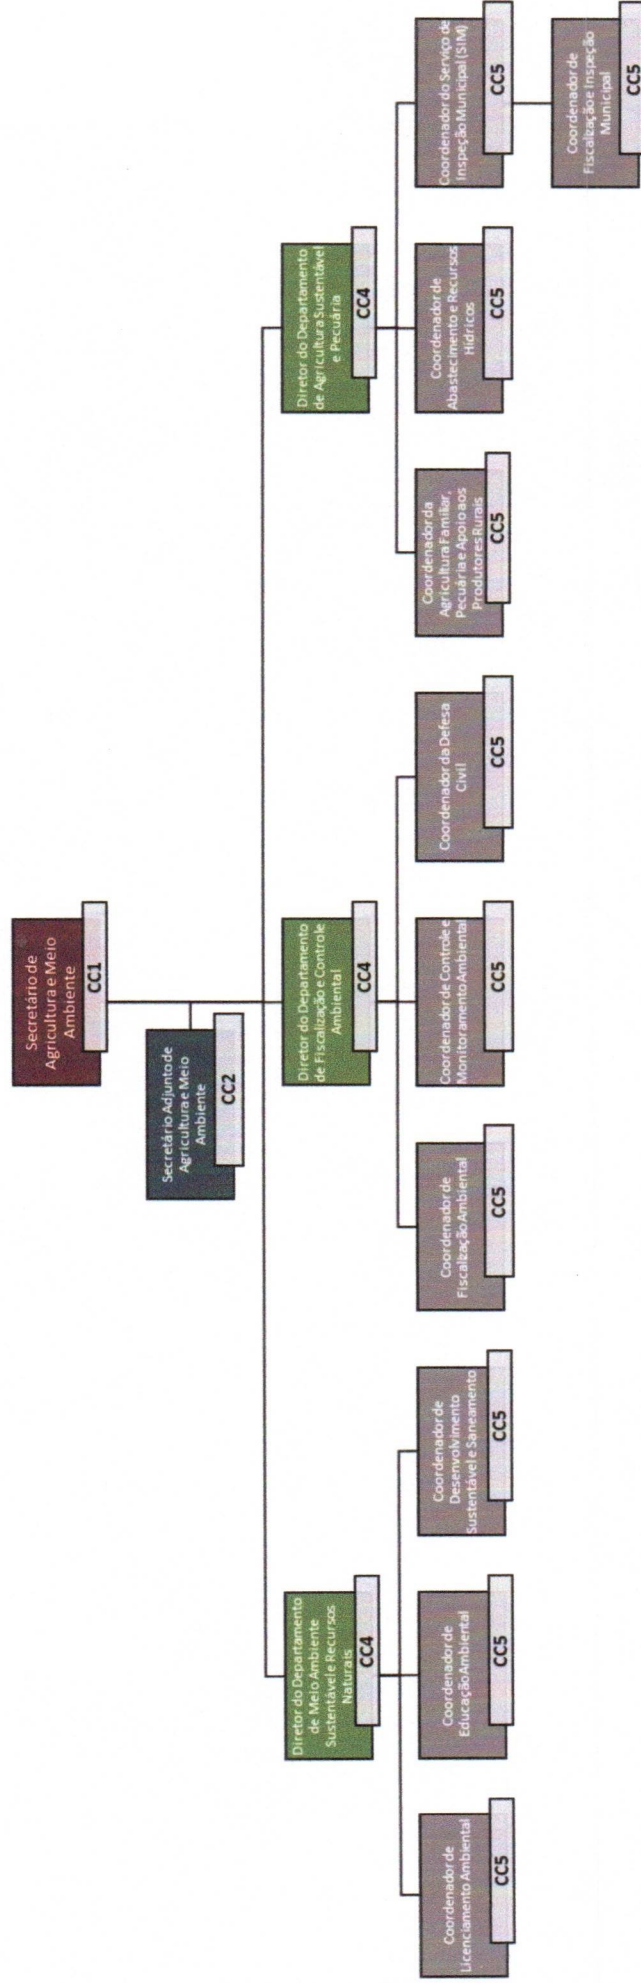 Secretário de
Agricultura e Meio
Ambiente
CC1
Secretário Adjunto de
Agricultura e Meio
Ambiente
CC2
Diretor do Departamento
de Meio Ambiente
Sustentável e Recursos
Naturais
CC4
Diretor do Departamento
de Fiscalização e Controle
Ambiental
CC4
Diretor do Departamento
de Agricultura Sustentável
e Pecuária
CC4
Coordenador de
Licenciamento Ambiental
CC5
Coordenador de
Educação Ambiental
CC5
Coordenador de
Desenvolvimento
Sustentável e Saneamento
CC5
Coordenador de
Fiscalização Ambiental
CC5
Coordenador de Controle e
Monitoramento Ambiental
CC5
Coordenador da Defesa
Civil
CC5
Coordenador da
Agricultura Familiar,
Pecuária e Apoio aos
Produtores Rurais
CC5
Coordenador de
Abastecimento e Recursos
Hídricos
CC5
Coordenador do Serviço de
Inspeção Municipal (SIM)
CC5
Coordenador de
Fiscalização e Inspeção
Municipal
CC5